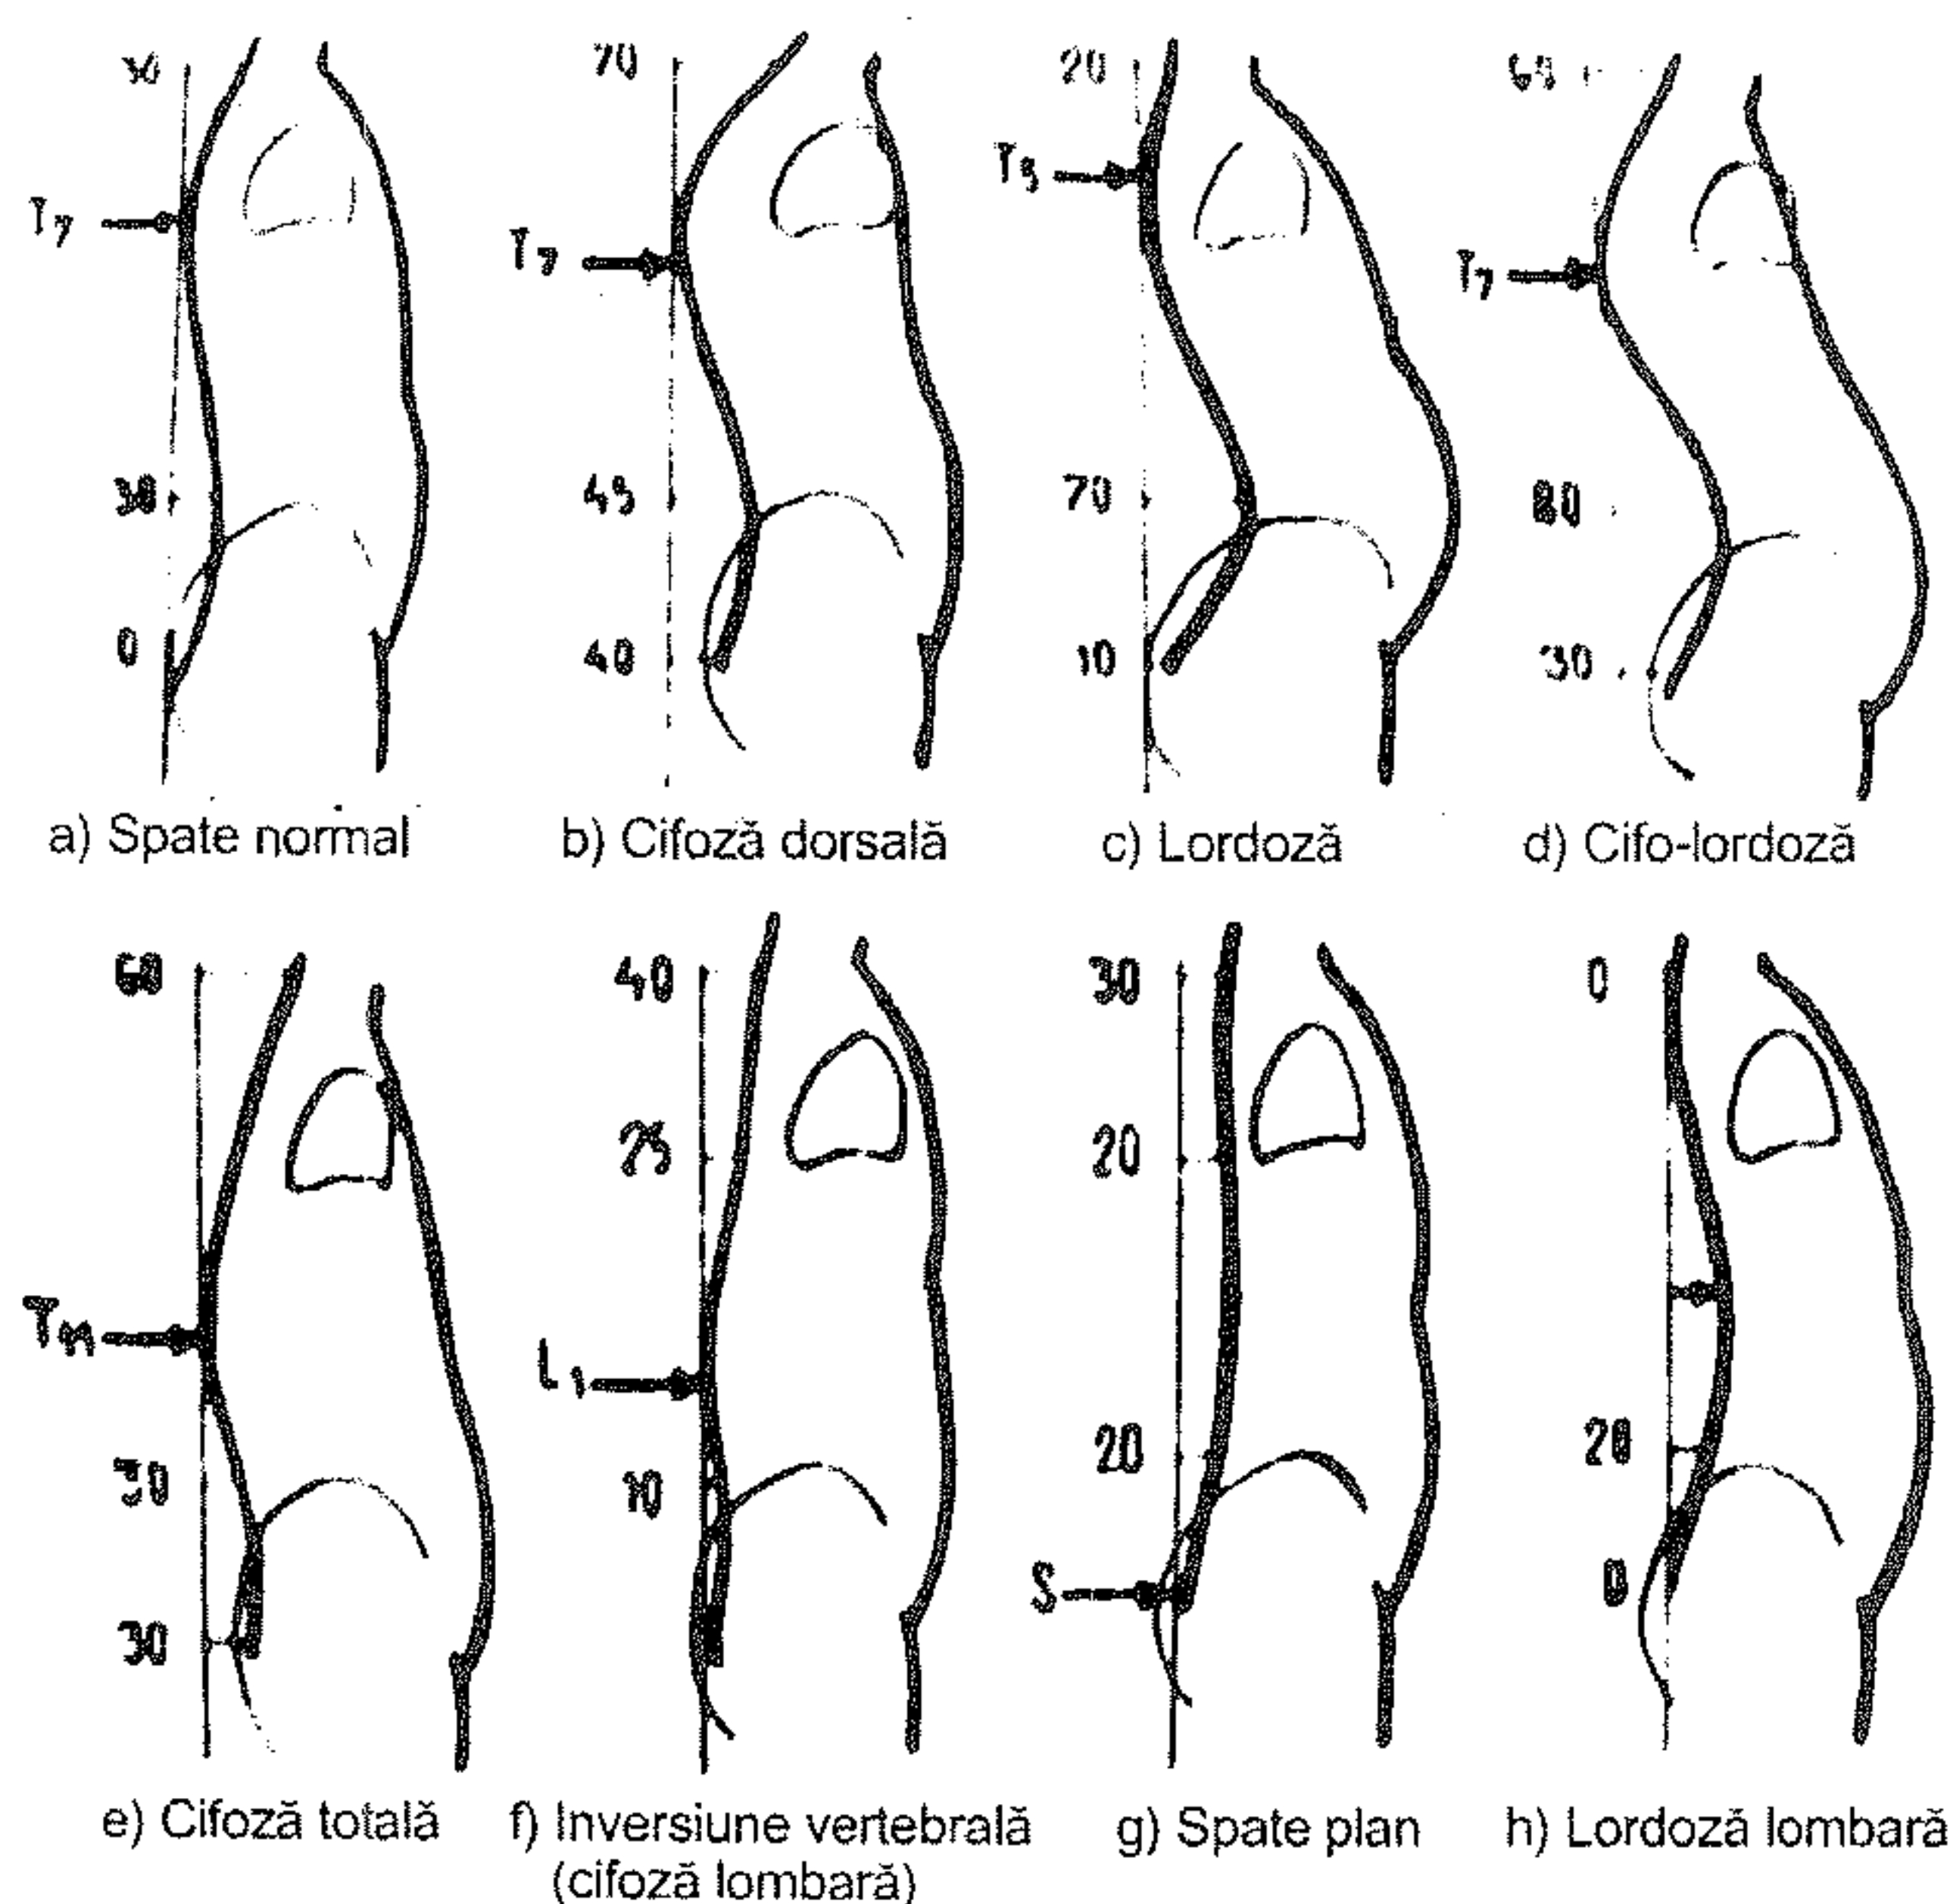 30 70 20 60
T7 T7 T5 T7
30 45 70 80
0 40 10 30
a) Spate normal b) Cifoză dorsală c) Lordoză d) Cifo-lordoză
60 40 30 0
25 20
T11 L1
30 10 20 20
30 S 0
e) Cifoză totală f) Inversiune vertebrală g) Spate plan h) Lordoză lombară
(cifoză lombară)